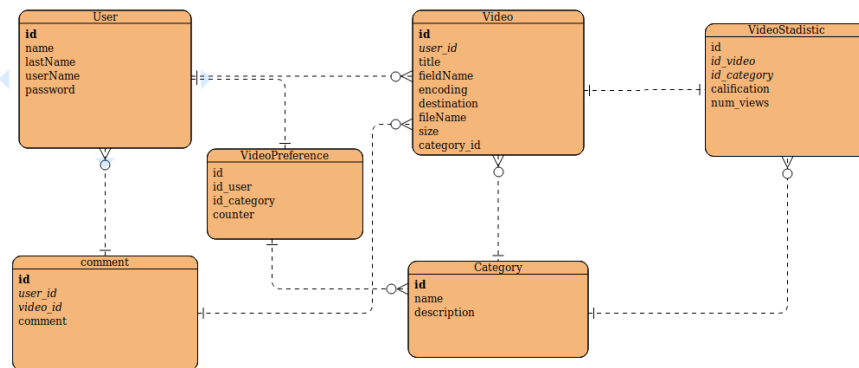 User
id
name
lastName
userName
password
Video
id
user_id
title
fieldName
encoding
destination
fileName
size
category_id
VideoStadistic
id
id_video
id_category
calification
num_views
VideoPreference
id
id_user
id_category
counter
comment
id
user_id
video_id
comment
Category
id
name
description